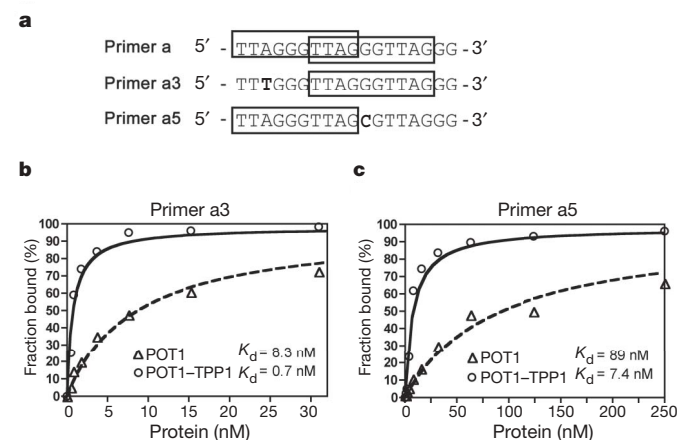 a
Primer a 5′ - TTAGGGTTAGGGTTAGGG -3′
Primer a3 5′ - TTTGGGTTAGGGTTAGGG -3′
Primer a5 5′ - TTAGGGTTAGCGTTAGGG -3′
b
Primer a3
Fraction bound (%)
100
90
80
70
60
50
40
30
20
10
0
POT1 Kd = 8.3 nM
POT1–TPP1 Kd = 0.7 nM
0 5 10 15 20 25 30
Protein (nM)
c
Primer a5
Fraction bound (%)
100
90
80
70
60
50
40
30
20
10
0
POT1 Kd = 89 nM
POT1–TPP1 Kd = 7.4 nM
0 50 100 150 200 250
Protein (nM)